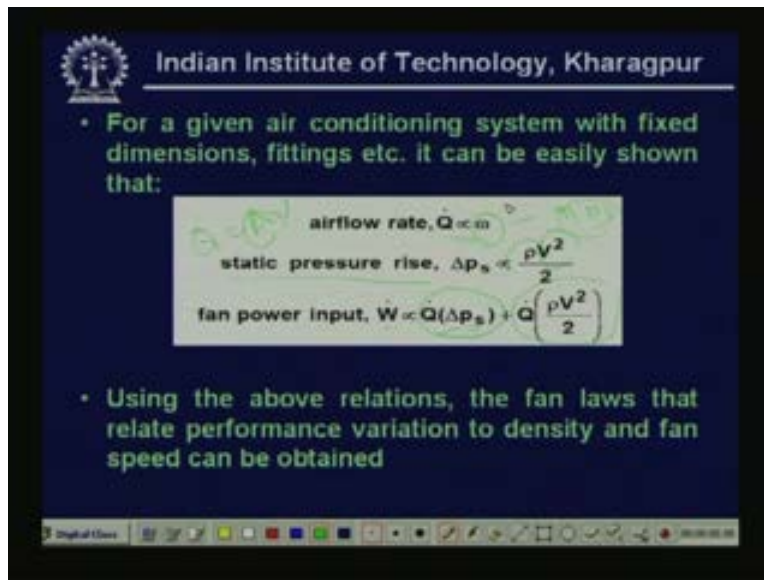 Indian Institute of Technology, Kharagpur
• For a given air conditioning system with fixed
dimensions, fittings etc. it can be easily shown
that:
airflow rate, Q̇ ∝ ω
static pressure rise, Δpₛ ∝ ρV²/2
fan power input, Ẇ ∝ Q̇(Δpₛ) + Q̇(ρV²/2)
• Using the above relations, the fan laws that
relate performance variation to density and fan
speed can be obtained